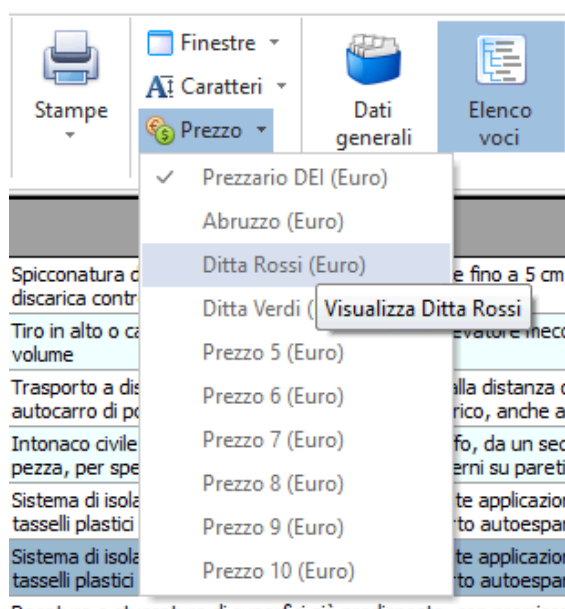 Stampe
Finestre
Caratteri
Prezzo
Dati
generali
Elenco
voci
Prezzario DEI (Euro)
Abruzzo (Euro)
Ditta Rossi (Euro)
Ditta Verdi (
Visualizza Ditta Rossi
Prezzo 5 (Euro)
Prezzo 6 (Euro)
Prezzo 7 (Euro)
Prezzo 8 (Euro)
Prezzo 9 (Euro)
Prezzo 10 (Euro)
Spicconatura e fino a 5 cm
discarica contr
Tiro in alto o meco
volume
Trasporto a dis alla distanza
autocarro di rico, anche a
Intonaco civile fo, da un sec
pezza, per spe erni su pareti
Sistema di isola te applicazion
tasselli plastici to autoespar
Sistema di isola te applicazion
tasselli plastici to autoespar